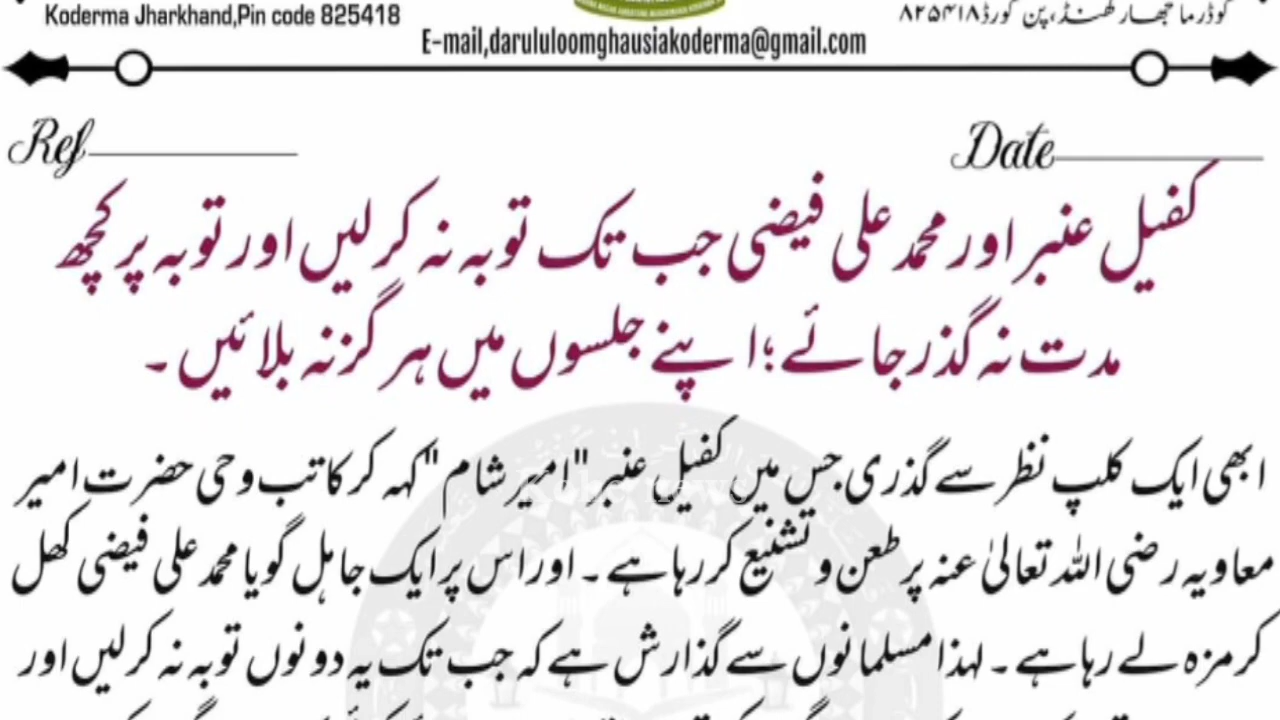 Koderma Jharkhand,Pin code 825418
کوڈرما جھارکھنڈ،پن کورڈ۸۲۵۴۱۸
E-mail,darululoomghausiakoderma@gmail.com
Ref
Date
کفیل عنبر اور محمد علی فیضی جب تک توبہ نہ کرلیں اور توبہ پر کچھ
مدت نہ گذر جائے؛ اپنے جلسوں میں ہرگز نہ بلائیں۔
ابھی ایک کلپ نظر سے گذری جس میں کفیل عنبر "امیر شام" کہہ کر کاتب وحی حضرت امیر
Kohe news
معاویہ رضی اللہ تعالیٰ عنہ پر طعن و تشنیع کر رہا ہے۔ اور اس پر ایک جاہل گویا محمد علی فیضی کھل
کر مزہ لے رہا ہے۔ لہذا مسلمانوں سے گذارش ہے کہ جب تک یہ دونوں توبہ نہ کرلیں اور